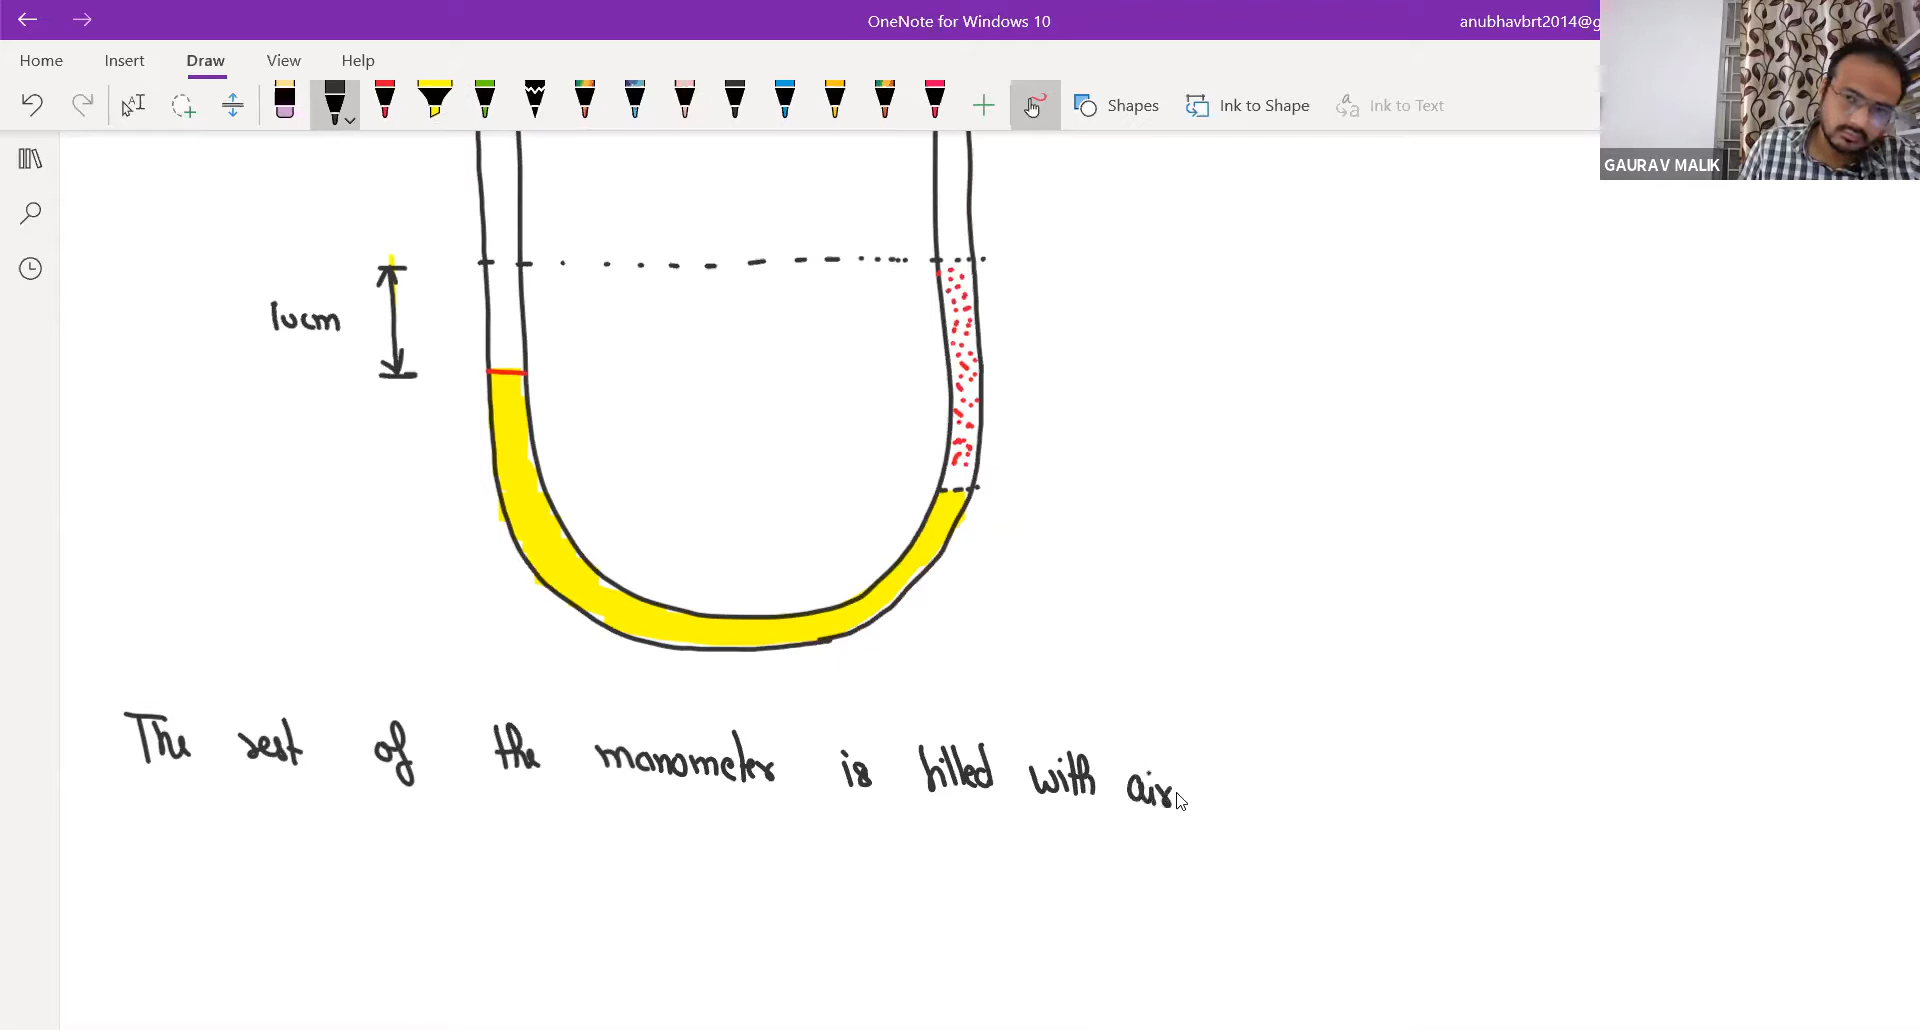 OneNote for Windows 10
anubhavbrt2014@g
Home Insert Draw View Help
Shapes Ink to Shape Ink to Text
GAURAV MALIK
10cm
The rest of the manometer is filled with air